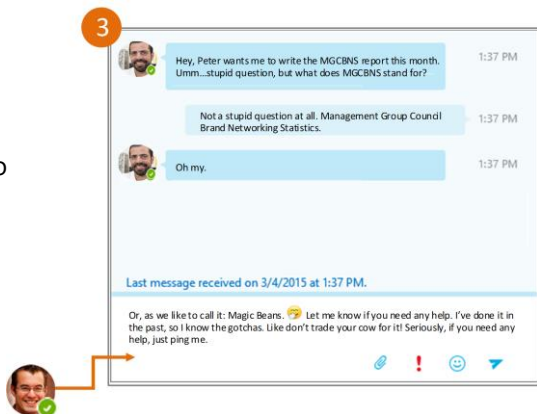 3
Hey, Peter wants me to write the MGCBNS report this month.
Umm...stupid question, but what does MGCBNS stand for?
1:37 PM
Not a stupid question at all. Management Group Council
Brand Networking Statistics.
1:37 PM
Oh my.
1:37 PM
Last message received on 3/4/2015 at 1:37 PM.
Or, as we like to call it: Magic Beans. Let me know if you need any help. I've done it in
the past, so I know the gotchas. Like don't trade your cow for it! Seriously, if you need any
help, just ping me.